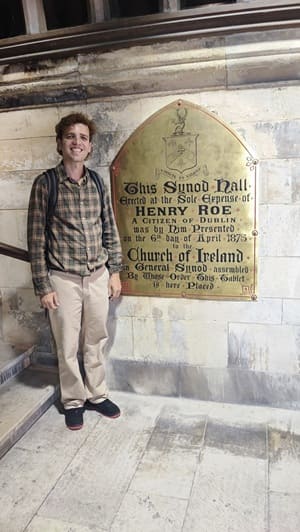 This Synod Hall
Erected at the Sole Expense of
HENRY ROE
A CITIZEN OF DUBLIN
was by him Presented
on the 6th day of April 1875
to the
Church of Ireland
in General Synod assembled
By Whose Order This Tablet
is here Placed